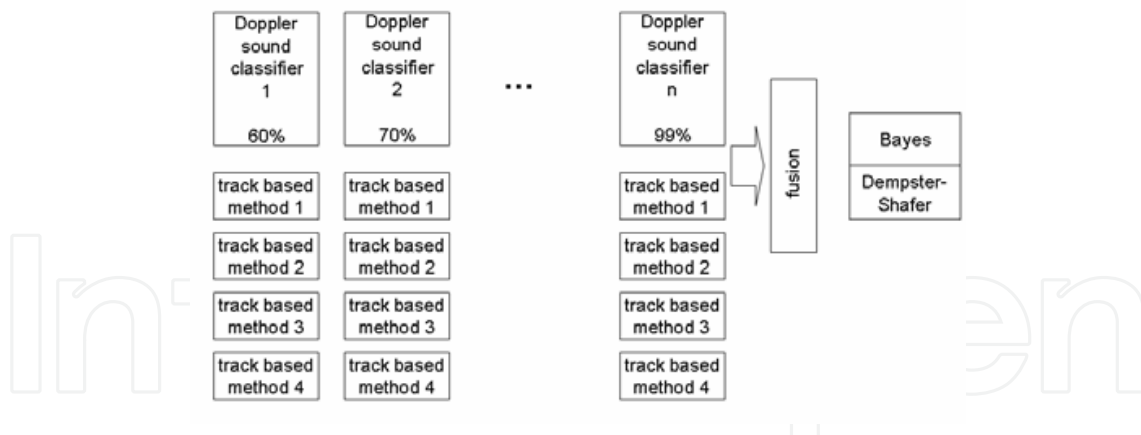 Doppler
sound
classifier
1
60%
Doppler
sound
classifier
2
70%
...
Doppler
sound
classifier
n
99%
track based
method 1
track based
method 1
track based
method 1
track based
method 2
track based
method 2
track based
method 2
track based
method 3
track based
method 3
track based
method 3
track based
method 4
track based
method 4
track based
method 4
fusion
Bayes
Dempster-
Shafer